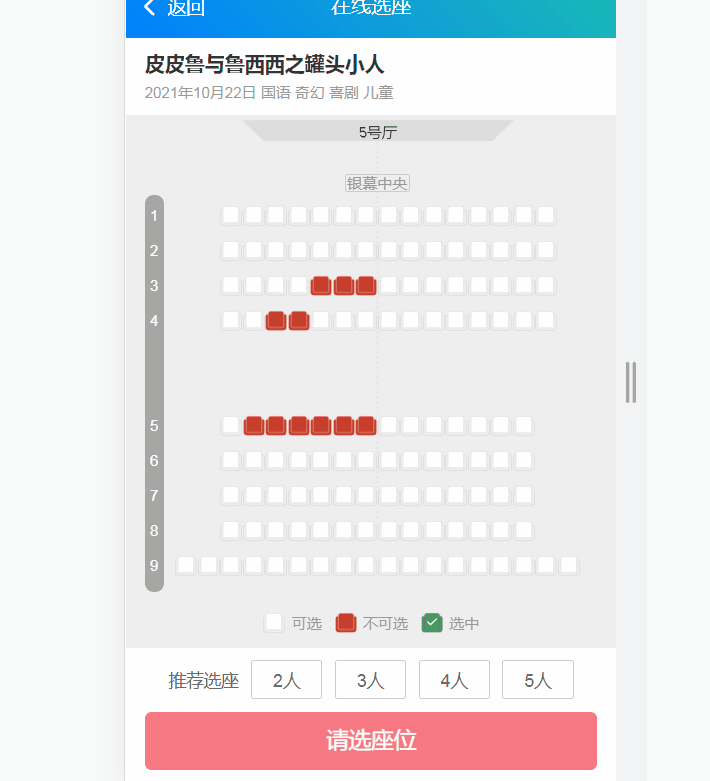 返回
在线选座
皮皮鲁与鲁西西之罐头小人
2021年10月22日 国语 奇幻 喜剧 儿童
5号厅
银幕中央
1
2
3
4
5
6
7
8
9
可选 不可选 选中
推荐选座 2人 3人 4人 5人
请选座位